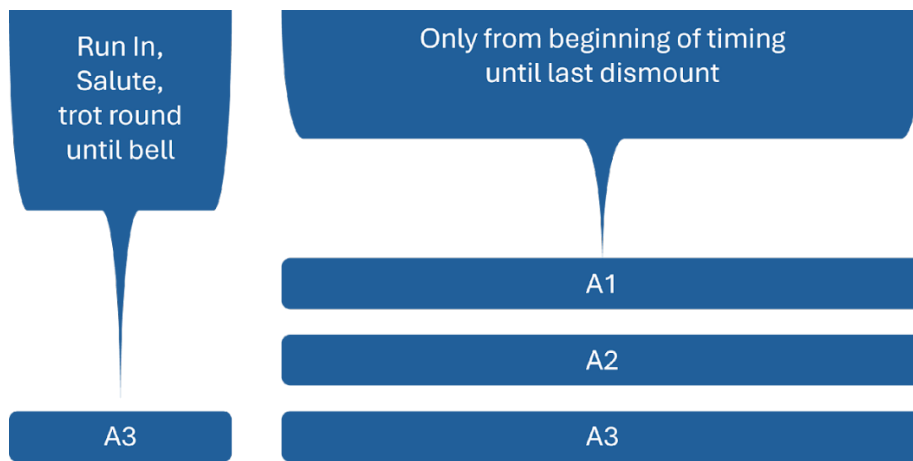 Run In,
Salute,
trot round
until bell
Only from beginning of timing
until last dismount
A1
A2
A3
A3